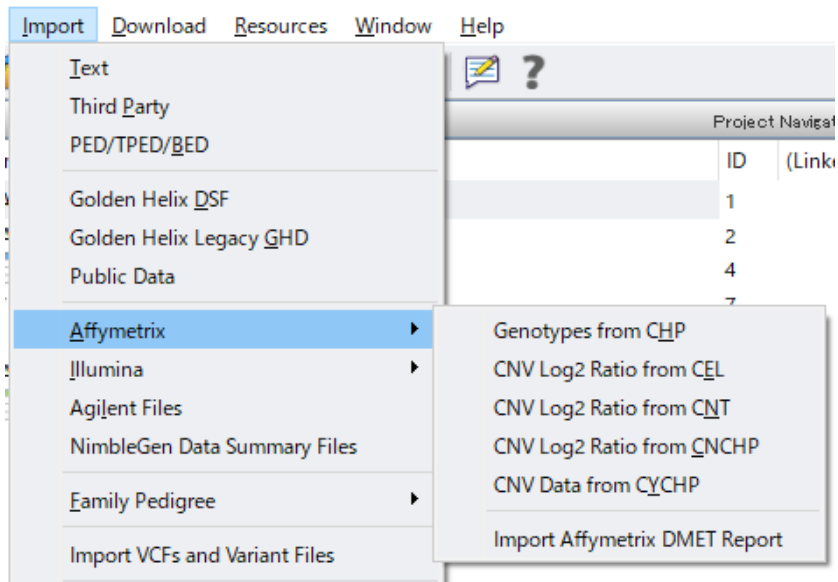 Import Download Resources Window Help
Text
Third Party
PED/TPED/BED
Project Navigat
ID (Linke
Golden Helix DSF
1
Golden Helix Legacy GHD
2
Public Data
4
7
Affymetrix
Genotypes from CHP
Illumina
CNV Log2 Ratio from CEL
Agilent Files
CNV Log2 Ratio from CNT
NimbleGen Data Summary Files
CNV Log2 Ratio from CNCHP
Family Pedigree
CNV Data from CYCHP
Import VCFs and Variant Files
Import Affymetrix DMET Report